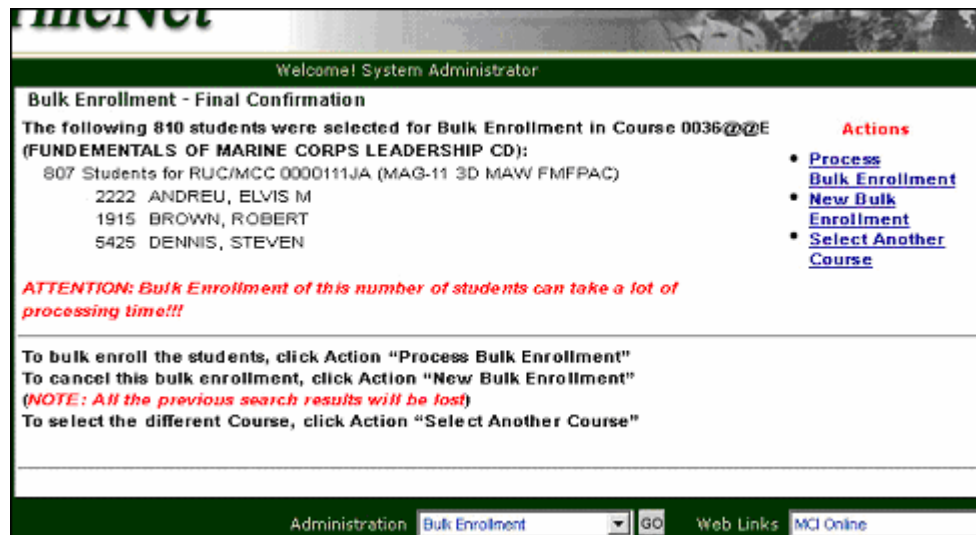 Welcome! System Administrator
Bulk Enrollment - Final Confirmation
The following 810 students were selected for Bulk Enrollment in Course 0036@@E
(FUNDEMENTALS OF MARINE CORPS LEADERSHIP CD):
807 Students for RUC/MCC 0000111JA (MAG-11 3D MAW FMFPAC)
2222 ANDREU, ELVIS M
1915 BROWN, ROBERT
5425 DENNIS, STEVEN
ATTENTION: Bulk Enrollment of this number of students can take a lot of
processing time!!!
Actions
Process
Bulk Enrollment
New Bulk
Enrollment
Select Another
Course
To bulk enroll the students, click Action “Process Bulk Enrollment”
To cancel this bulk enrollment, click Action “New Bulk Enrollment”
(NOTE: All the previous search results will be lost)
To select the different Course, click Action “Select Another Course”
Administration Bulk Enrollment GO Web Links MCI Online